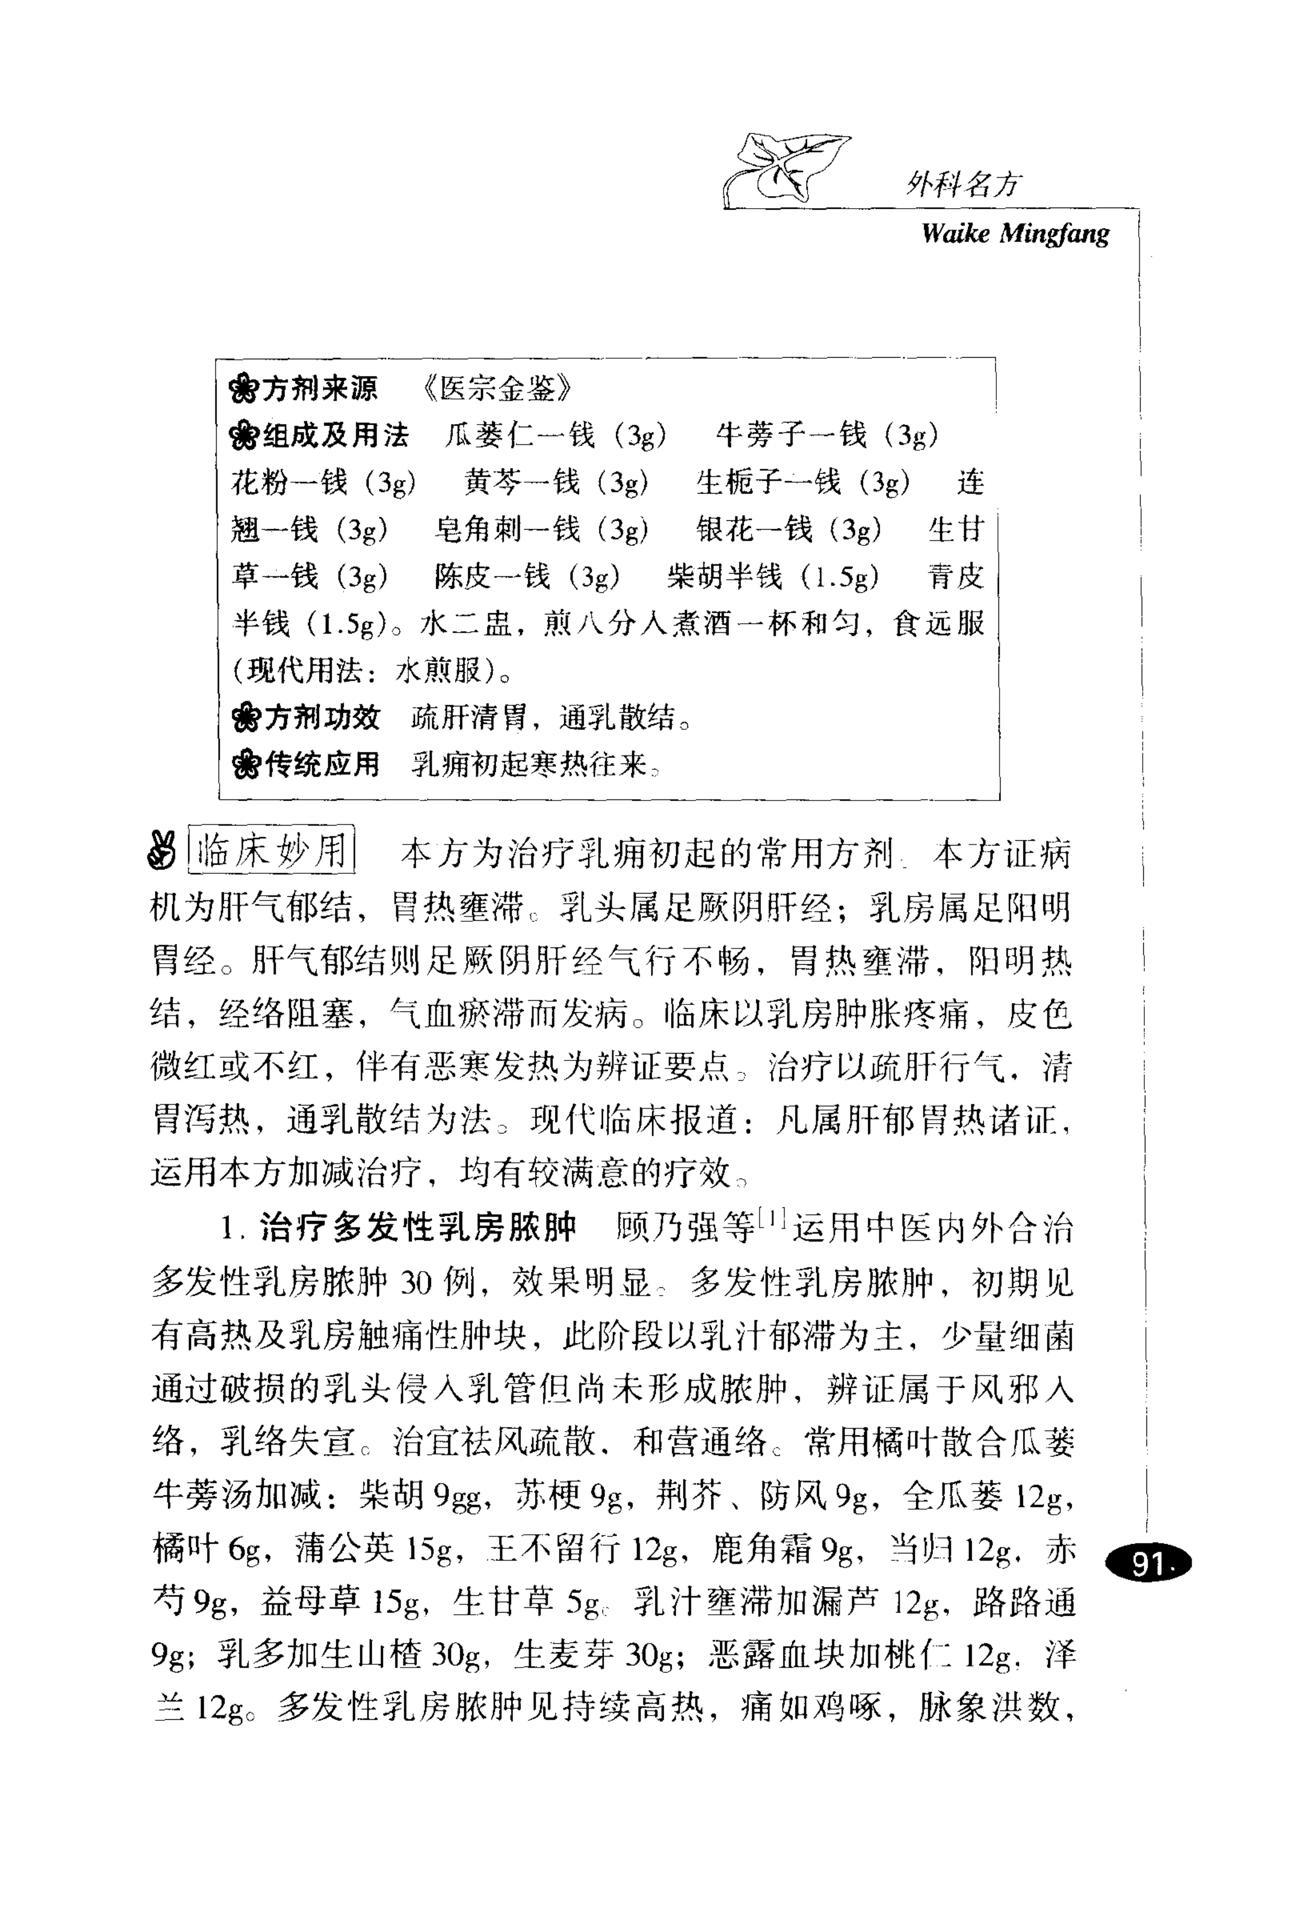 外科名方
Waike Mingfang
方剂来源　《医宗金鉴》
组成及用法　瓜蒌仁一钱（3g）　牛蒡子一钱（3g）
花粉一钱（3g）　黄芩一钱（3g）　生栀子一钱（3g）　连
翘一钱（3g）　皂角刺一钱（3g）　银花一钱（3g）　生甘
草一钱（3g）　陈皮一钱（3g）　柴胡半钱（1.5g）　青皮
半钱（1.5g）。水二盅，煎八分入煮酒一杯和匀，食远服
（现代用法：水煎服）。
方剂功效　疏肝清胃，通乳散结。
传统应用　乳痈初起寒热往来。
临床妙用　本方为治疗乳痈初起的常用方剂。本方证病
机为肝气郁结，胃热壅滞。乳头属足厥阴肝经；乳房属足阳明
胃经。肝气郁结则足厥阴肝经气行不畅，胃热壅滞，阳明热
结，经络阻塞，气血瘀滞而发病。临床以乳房肿胀疼痛，皮色
微红或不红，伴有恶寒发热为辨证要点。治疗以疏肝行气，清
胃泻热，通乳散结为法。现代临床报道：凡属肝郁胃热诸证，
运用本方加减治疗，均有较满意的疗效。
1. 治疗多发性乳房脓肿　顾乃强等[1]运用中医内外合治
多发性乳房脓肿 30 例，效果明显。多发性乳房脓肿，初期见
有高热及乳房触痛性肿块，此阶段以乳汁郁滞为主，少量细菌
通过破损的乳头侵入乳管但尚未形成脓肿，辨证属于风邪入
络，乳络失宣。治宜祛风疏散，和营通络。常用橘叶散合瓜蒌
牛蒡汤加减：柴胡 9gg，苏梗 9g，荆芥、防风 9g，全瓜蒌 12g，
橘叶 6g，蒲公英 15g，王不留行 12g，鹿角霜 9g，当归 12g，赤
芍 9g，益母草 15g，生甘草 5g。乳汁壅滞加漏芦 12g，路路通
9g；乳多加生山楂 30g，生麦芽 30g；恶露血块加桃仁 12g，泽
兰 12g。多发性乳房脓肿见持续高热，痛如鸡啄，脉象洪数，
91.